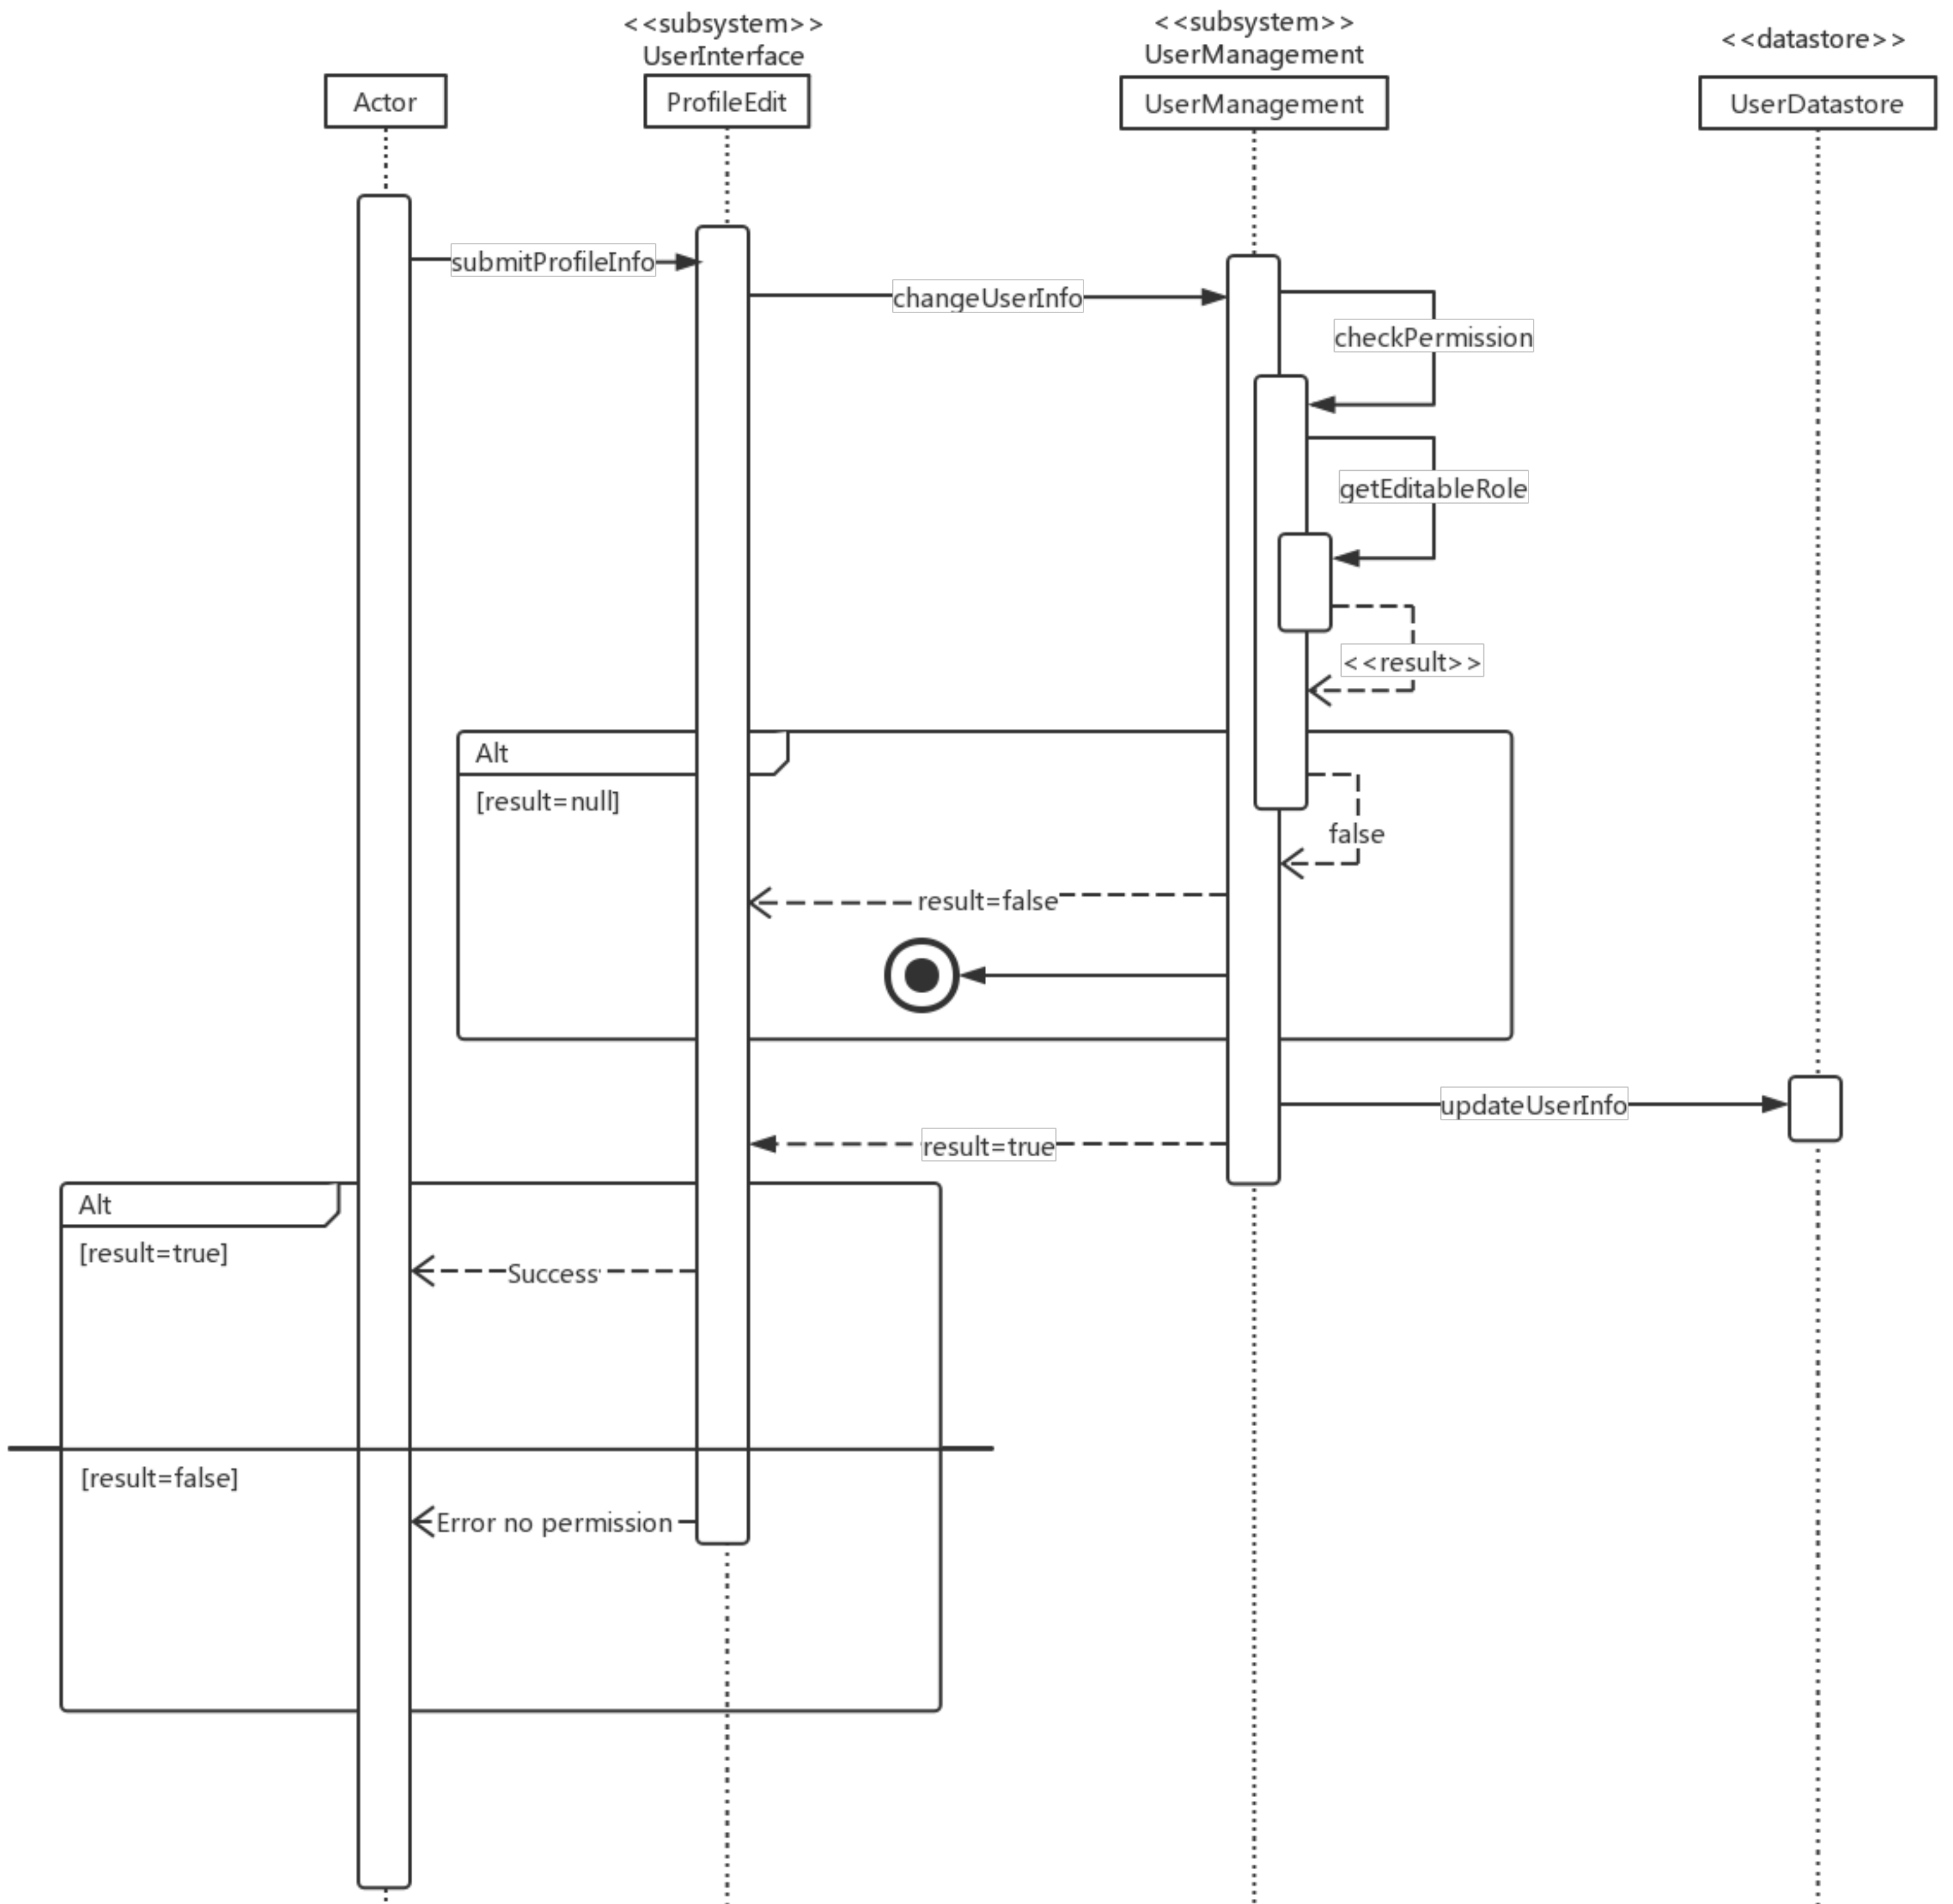 <<subsystem>>
UserInterface
<<subsystem>>
UserManagement
<<datastore>>
Actor
ProfileEdit
UserManagement
UserDatastore
submitProfileInfo
changeUserInfo
checkPermission
getEditableRole
<<result>>
Alt
[result=null]
false
result=false
updateUserInfo
result=true
Alt
[result=true]
Success
[result=false]
Error no permission